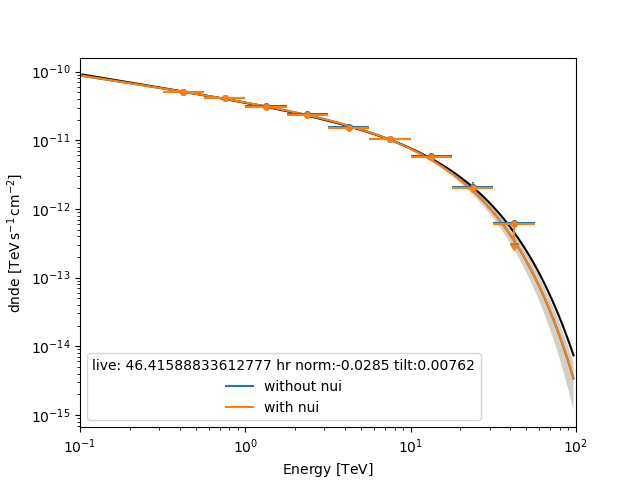 10⁻¹⁰
10⁻¹¹
10⁻¹²
10⁻¹³
10⁻¹⁴
10⁻¹⁵
dnde [TeV s⁻¹ cm⁻²]
live: 46.41588833612777 hr norm:-0.0285 tilt:0.00762
without nui
with nui
10⁻¹ 10⁰ 10¹ 10²
Energy [TeV]